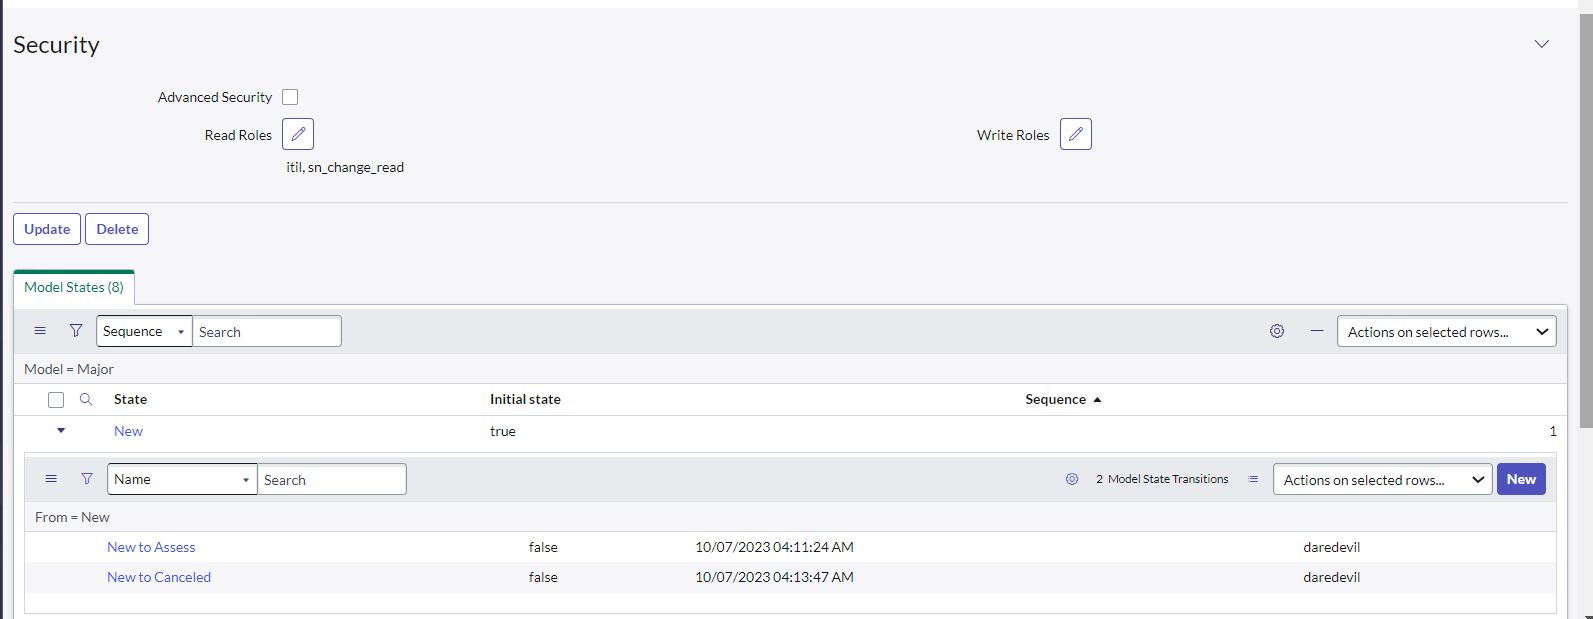 Security
Advanced Security
Read Roles
Write Roles
itil, sn_change_read
Update Delete
Model States (8)
Sequence Search Actions on selected rows...
Model = Major
State Initial state Sequence
New true 1
Name Search 2 Model State Transitions Actions on selected rows... New
From = New
New to Assess false 10/07/2023 04:11:24 AM daredevil
New to Canceled false 10/07/2023 04:13:47 AM daredevil